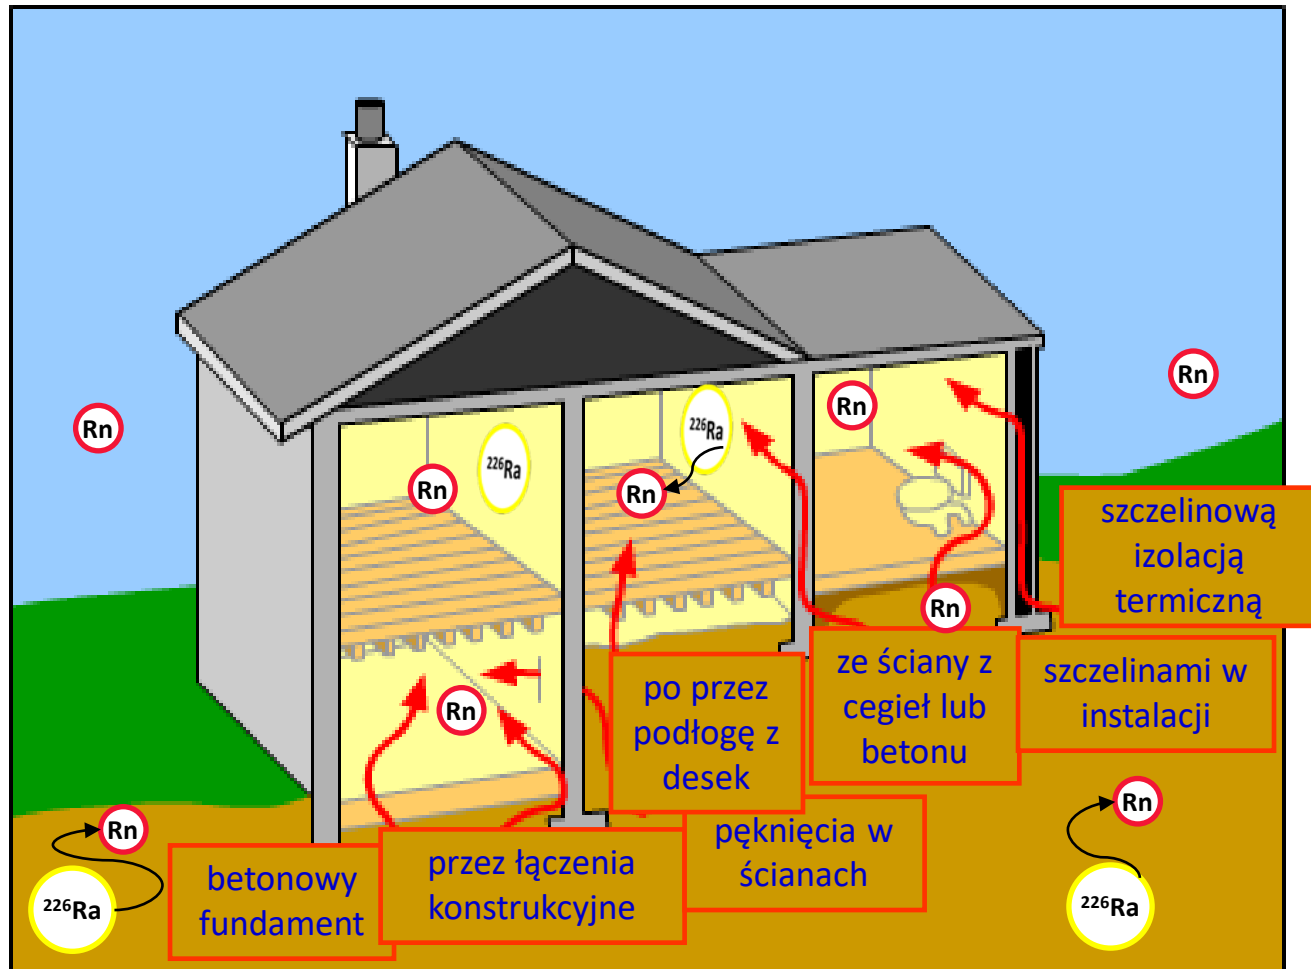 Rn
Rn
Rn
²²⁶Ra
Rn
²²⁶Ra
Rn
Rn
szczelinową
izolacją
termiczną
Rn
ze ściany z
cegieł lub
betonu
szczelinami w
instalacji
po przez
podłogę z
desek
Rn
pęknięcia w
ścianach
przez łączenia
konstrukcyjne
betonowy
fundament
Rn
²²⁶Ra
Rn
²²⁶Ra